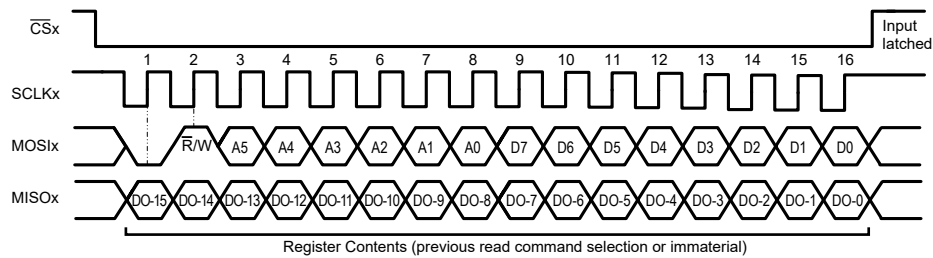 CSx
Input
latched
1 2 3 4 5 6 7 8 9 10 11 12 13 14 15 16
SCLKx
MOSIx R/W A5 A4 A3 A2 A1 A0 D7 D6 D5 D4 D3 D2 D1 D0
MISOx DO-15 DO-14 DO-13 DO-12 DO-11 DO-10 DO-9 DO-8 DO-7 DO-6 DO-5 DO-4 DO-3 DO-2 DO-1 DO-0
Register Contents (previous read command selection or immaterial)